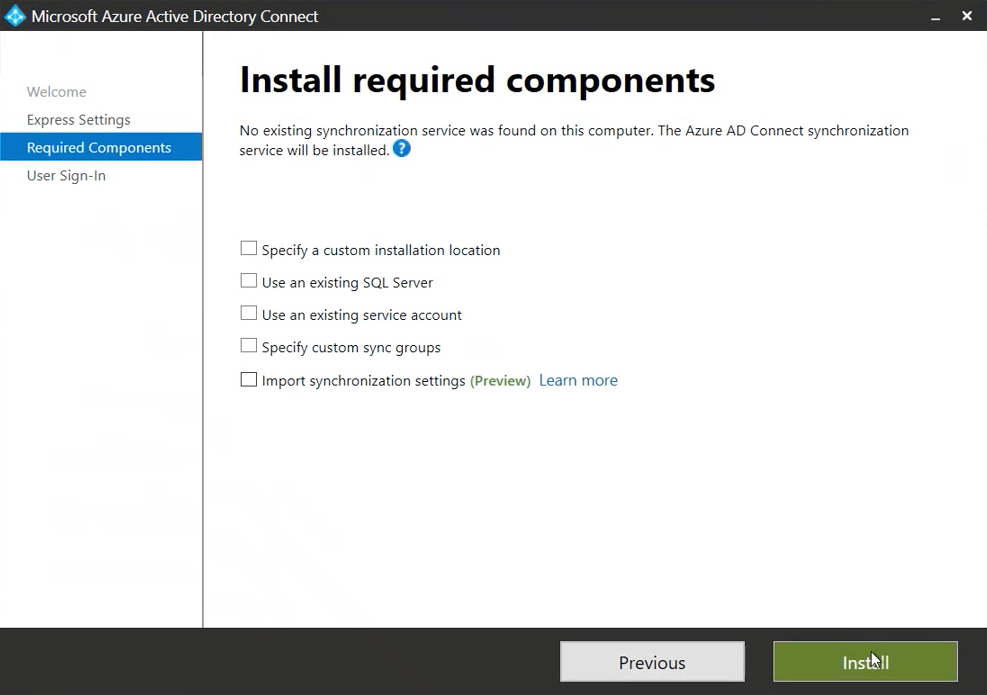 Microsoft Azure Active Directory Connect
Welcome
Express Settings
Required Components
User Sign-In
Install required components
No existing synchronization service was found on this computer. The Azure AD Connect synchronization
service will be installed. ?
Specify a custom installation location
Use an existing SQL Server
Use an existing service account
Specify custom sync groups
Import synchronization settings (Preview) Learn more
Previous
Install